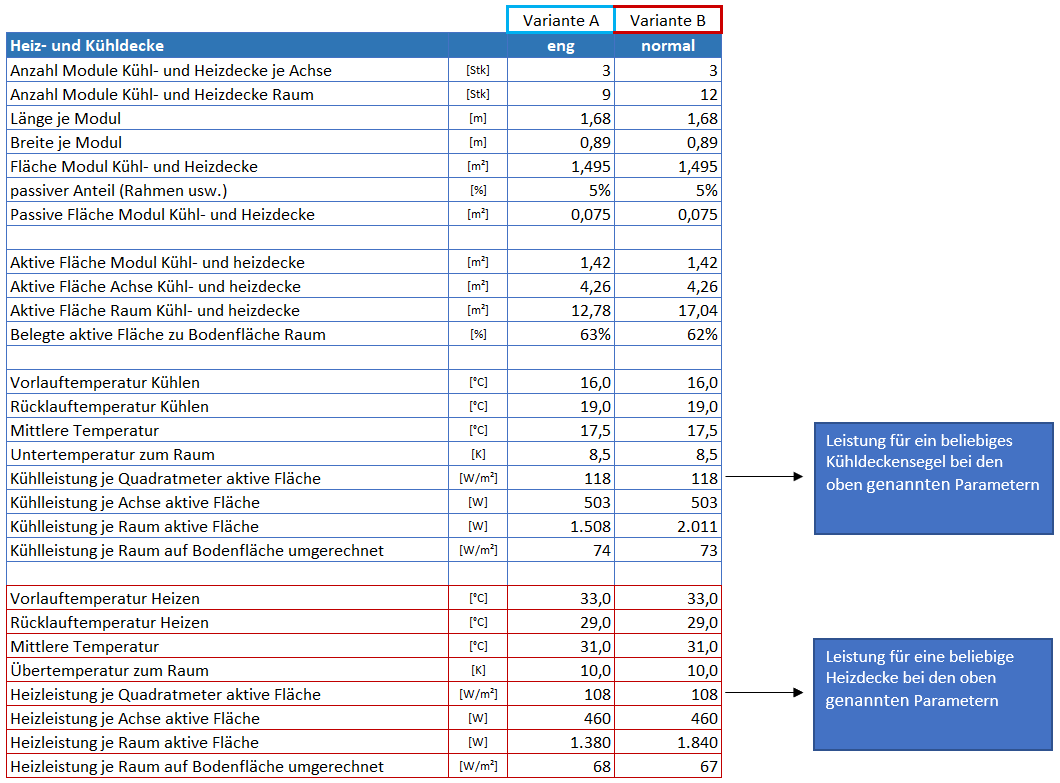 Variante A Variante B
Heiz- und Kühldecke eng normal
Anzahl Module Kühl- und Heizdecke je Achse [Stk] 3 3
Anzahl Module Kühl- und Heizdecke Raum [Stk] 9 12
Länge je Modul [m] 1,68 1,68
Breite je Modul [m] 0,89 0,89
Fläche Modul Kühl- und Heizdecke [m²] 1,495 1,495
passiver Anteil (Rahmen usw.) [%] 5% 5%
Passive Fläche Modul Kühl- und Heizdecke [m²] 0,075 0,075
Aktive Fläche Modul Kühl- und heizdecke [m²] 1,42 1,42
Aktive Fläche Achse Kühl- und heizdecke [m²] 4,26 4,26
Aktive Fläche Raum Kühl- und heizdecke [m²] 12,78 17,04
Belegte aktive Fläche zu Bodenfläche Raum [%] 63% 62%
Vorlauftemperatur Kühlen [°C] 16,0 16,0
Rücklauftemperatur Kühlen [°C] 19,0 19,0
Mittlere Temperatur [°C] 17,5 17,5
Untertemperatur zum Raum [K] 8,5 8,5
Kühlleistung je Quadratmeter aktive Fläche [W/m²] 118 118
Kühlleistung je Achse aktive Fläche [W] 503 503
Kühlleistung je Raum aktive Fläche [W] 1.508 2.011
Kühlleistung je Raum auf Bodenfläche umgerechnet [W/m²] 74 73
Leistung für ein beliebiges
Kühldeckensegel bei den
oben genannten Parametern
Vorlauftemperatur Heizen [°C] 33,0 33,0
Rücklauftemperatur Heizen [°C] 29,0 29,0
Mittlere Temperatur [°C] 31,0 31,0
Übertemperatur zum Raum [K] 10,0 10,0
Heizleistung je Quadratmeter aktive Fläche [W/m²] 108 108
Heizleistung je Achse aktive Fläche [W] 460 460
Heizleistung je Raum aktive Fläche [W] 1.380 1.840
Heizleistung je Raum auf Bodenfläche umgerechnet [W/m²] 68 67
Leistung für eine beliebige
Heizdecke bei den oben
genannten Parametern